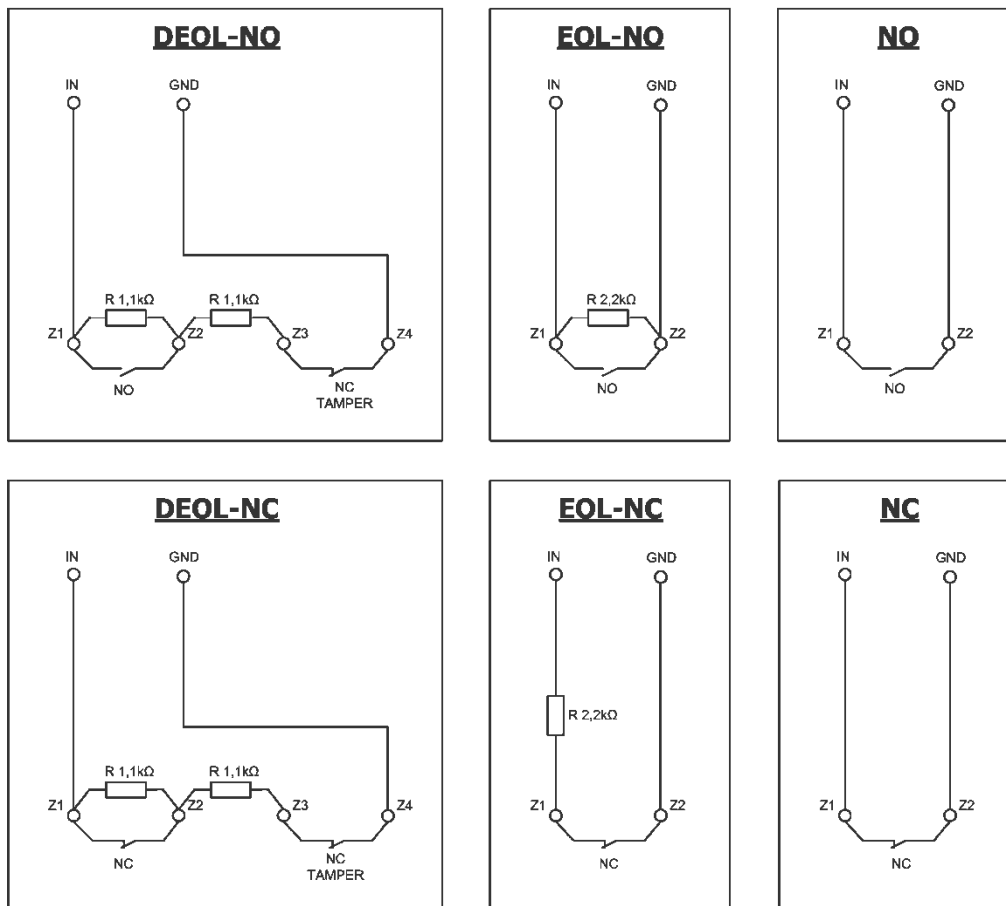 DEOL-NO
IN
GND
R 1,1kΩ
R 1,1kΩ
Z1
Z2
Z3
Z4
NO
NC
TAMPER
EOL-NO
IN
GND
R 2,2kΩ
Z1
Z2
NO
NO
IN
GND
Z1
Z2
NO
DEOL-NC
IN
GND
R 1,1kΩ
R 1,1kΩ
Z1
Z2
Z3
Z4
NC
NC
TAMPER
EOL-NC
IN
GND
R 2,2kΩ
Z1
Z2
NC
NC
IN
GND
Z1
Z2
NC